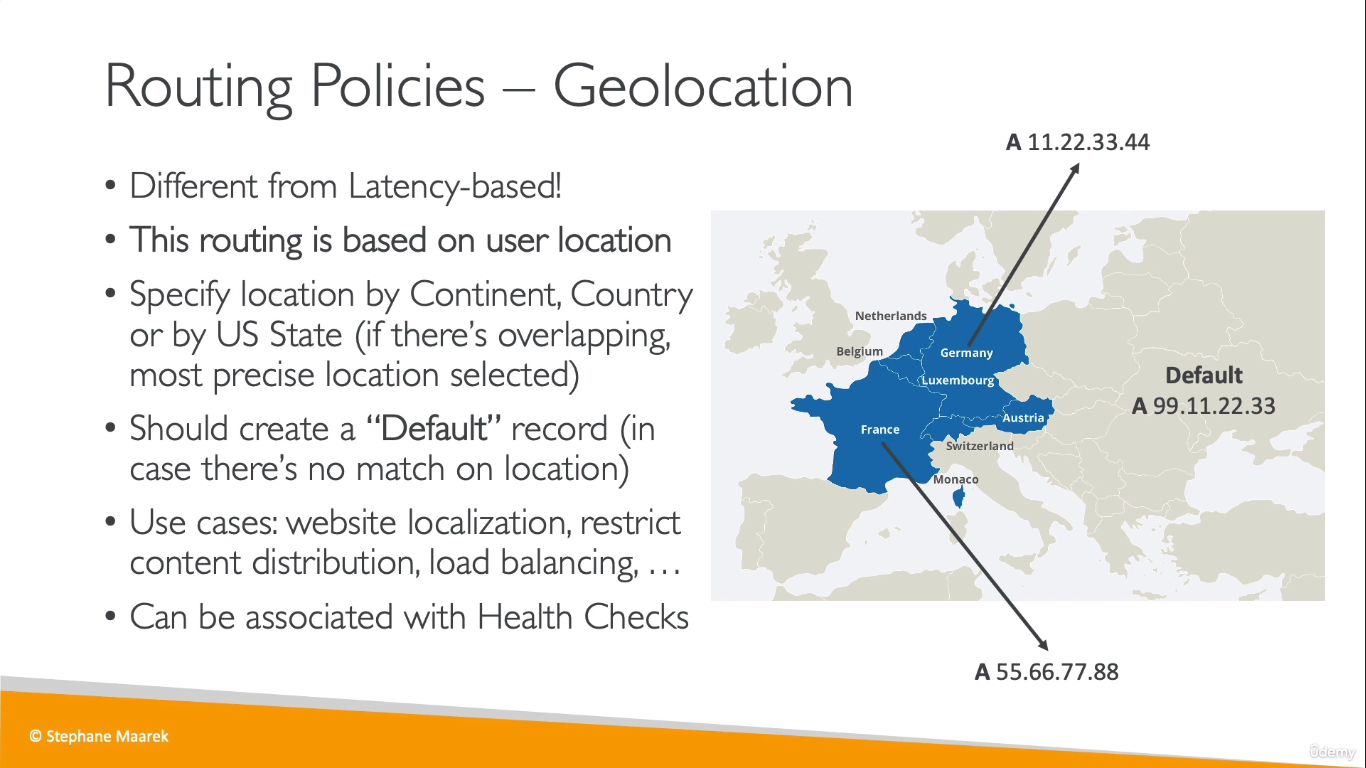 Routing Policies – Geolocation
• Different from Latency-based!
• This routing is based on user location
• Specify location by Continent, Country
or by US State (if there’s overlapping,
most precise location selected)
• Should create a “Default” record (in
case there’s no match on location)
• Use cases: website localization, restrict
content distribution, load balancing, …
• Can be associated with Health Checks
A 11.22.33.44
Netherlands
Belgium
Germany
Luxembourg
Default
A 99.11.22.33
Austria
France
Switzerland
Monaco
A 55.66.77.88
© Stephane Maarek
ûdemy